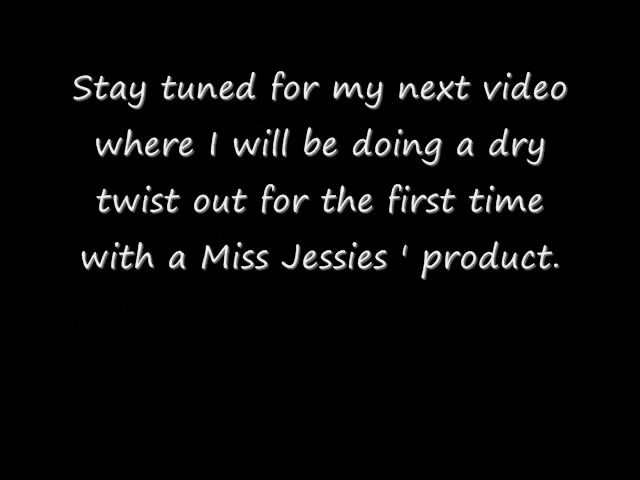 Stay tuned for my next video
where I will be doing a dry
twist out for the first time
with a Miss Jessies ' product.